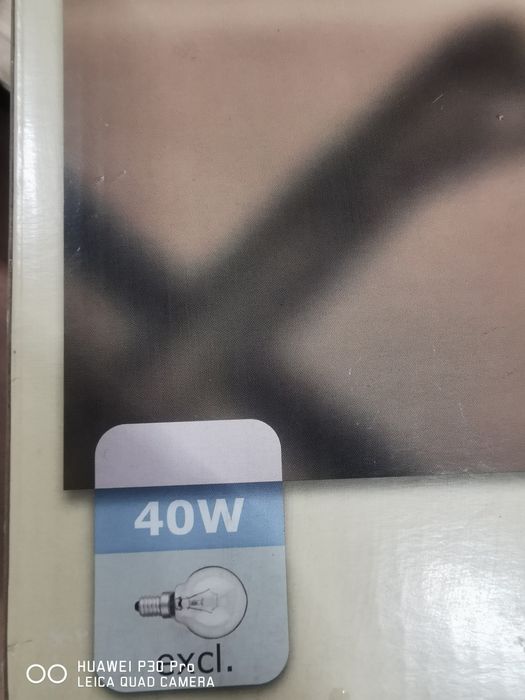 40W
excl.
HUAWEI P30 Pro
LEICA QUAD CAMERA